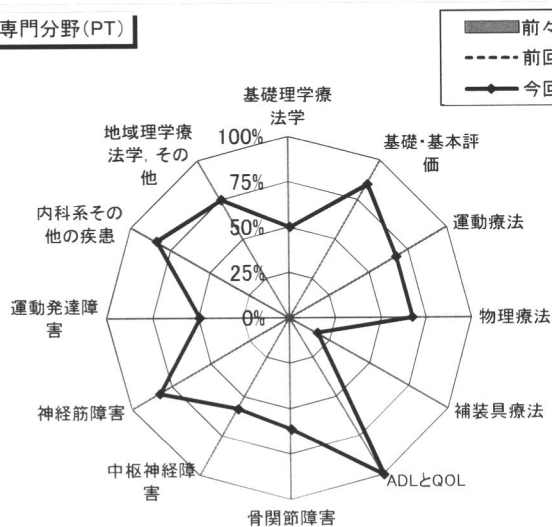 専門分野(PT)
前々
前回
今回
基礎理学療
法学
基礎・基本評
価
運動療法
物理療法
補装具療法
ADLとQOL
骨関節障害
中枢神経障
害
神経筋障害
運動発達障
害
内科系その
他の疾患
地域理学療
法学, その
他
100%
75%
50%
25%
0%